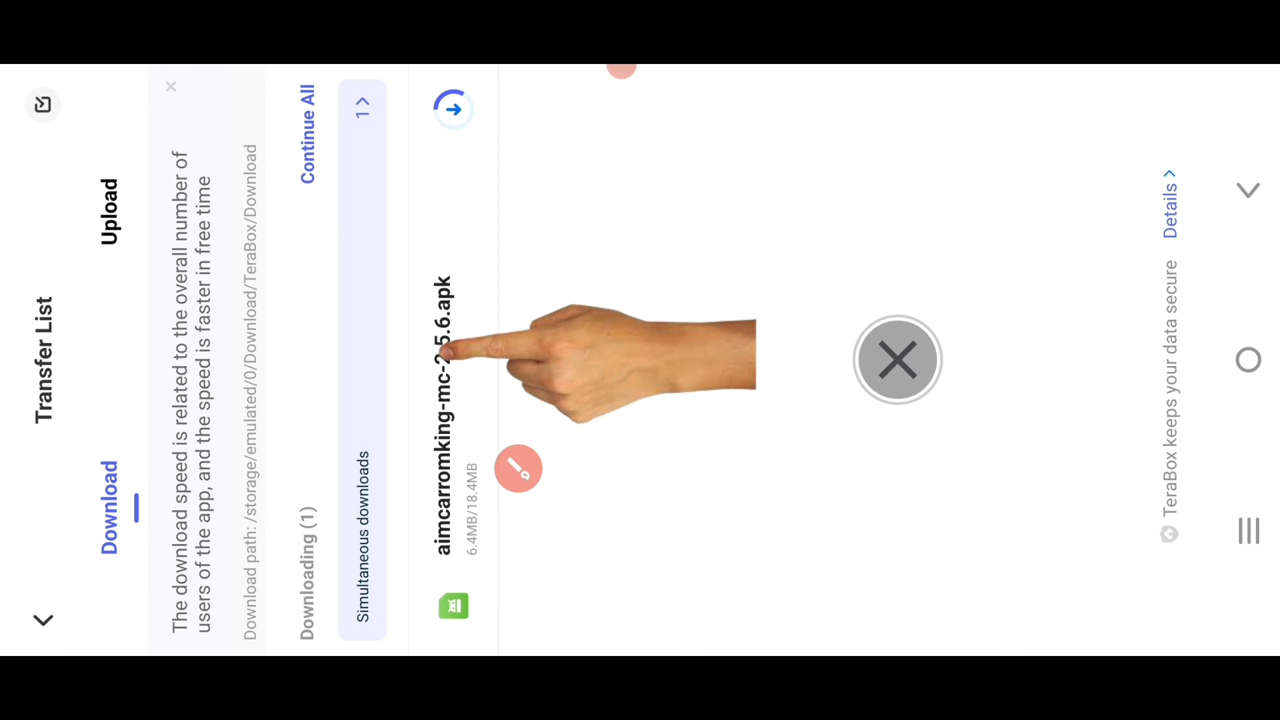 Transfer List
Download
Upload
The download speed is related to the overall number of
users of the app, and the speed is faster in free time
Download path: /storage/emulated/0/Download/TeraBox/Download
Downloading (1)
Continue All
Simultaneous downloads
1 >
aimcarromking-mc-2.5.6.apk
6.4MB/18.4MB
TeraBox keeps your data secure
Details >